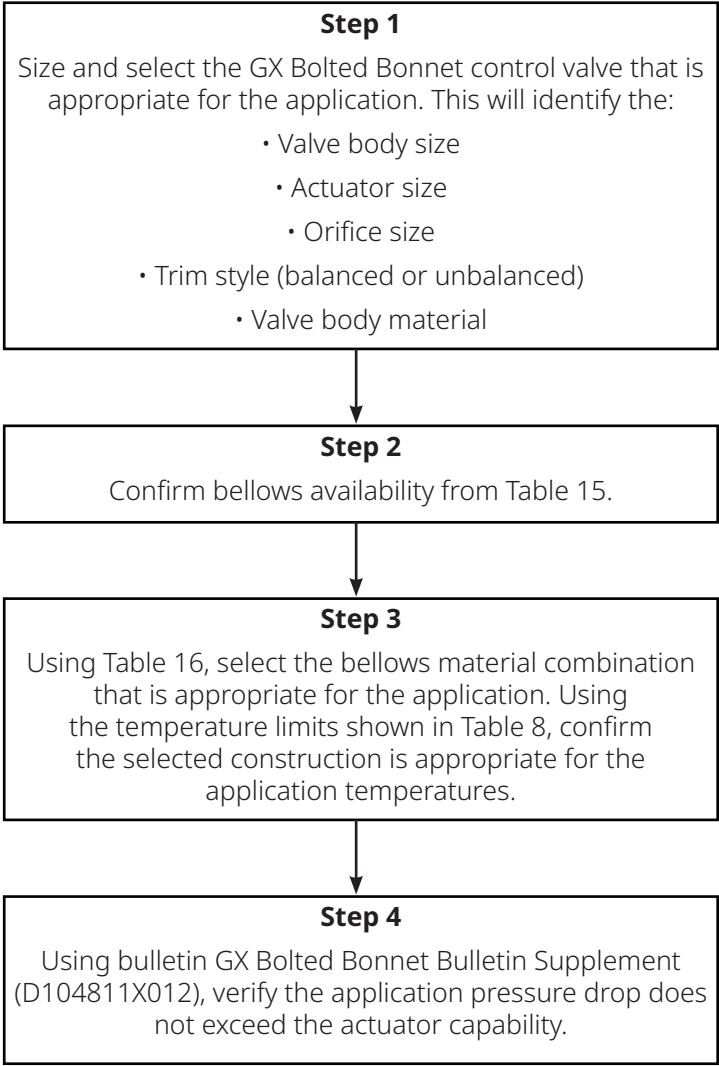 Step 1
Size and select the GX Bolted Bonnet control valve that is
appropriate for the application. This will identify the:
• Valve body size
• Actuator size
• Orifice size
• Trim style (balanced or unbalanced)
• Valve body material
Step 2
Confirm bellows availability from Table 15.
Step 3
Using Table 16, select the bellows material combination
that is appropriate for the application. Using
the temperature limits shown in Table 8, confirm
the selected construction is appropriate for the
application temperatures.
Step 4
Using bulletin GX Bolted Bonnet Bulletin Supplement
(D104811X012), verify the application pressure drop does
not exceed the actuator capability.